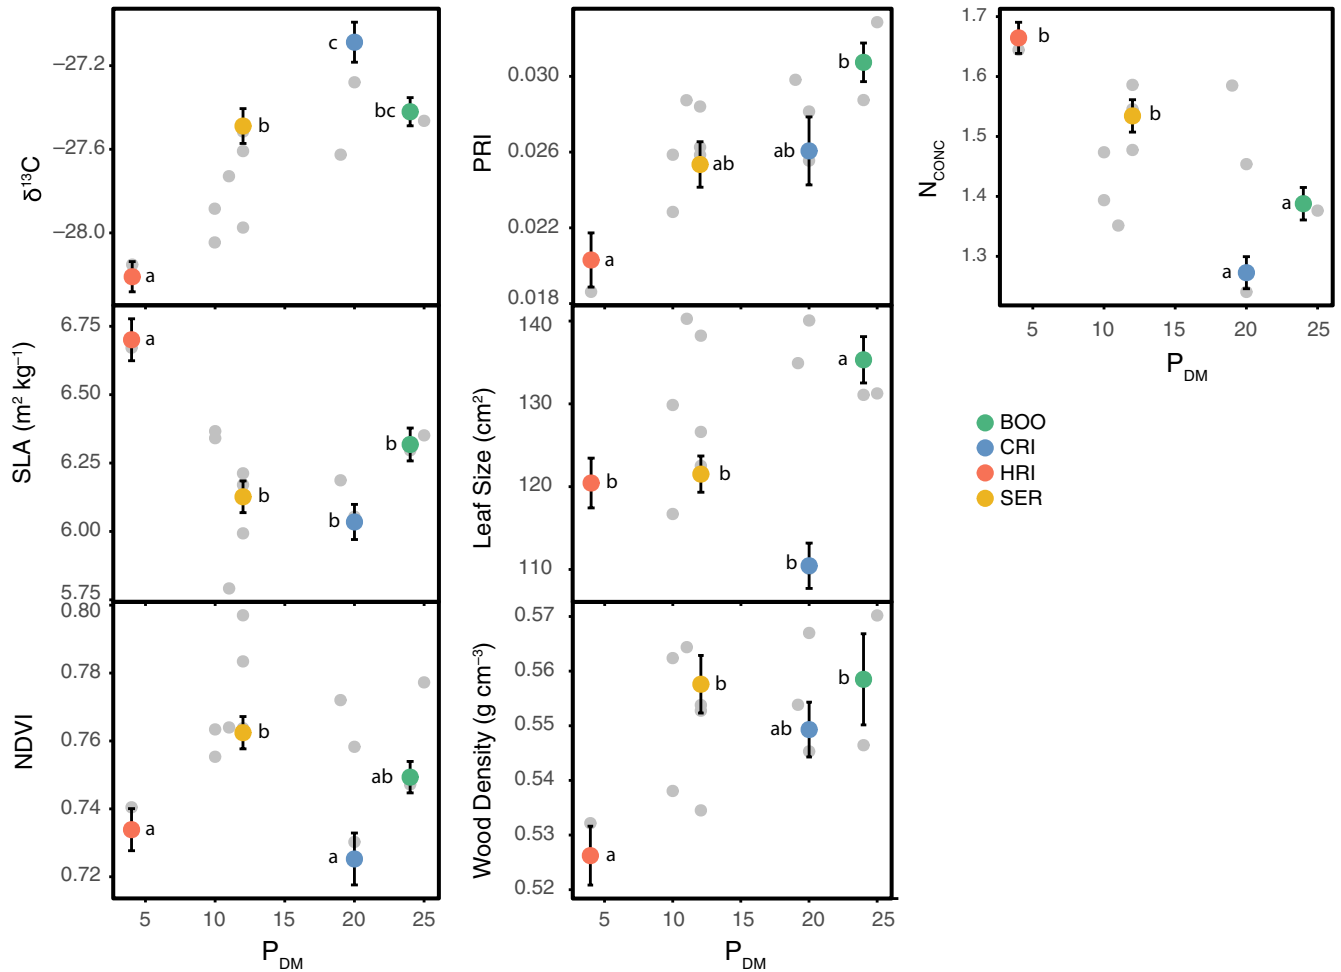 −27.2
−27.6
−28.0
δ¹³C
c
b
bc
a
0.030
0.026
0.022
0.018
PRI
b
ab
ab
a
1.7
1.6
1.5
1.4
1.3
N_CONC
b
b
a
a
5 10 15 20 25
P_DM
6.75
6.50
6.25
6.00
5.75
SLA (m² kg⁻¹)
a
b
b
b
140
130
120
110
Leaf Size (cm²)
a
b
b
b
BOO
CRI
HRI
SER
0.80
0.78
0.76
0.74
0.72
NDVI
b
ab
a
a
5 10 15 20 25
P_DM
0.57
0.56
0.55
0.54
0.53
0.52
Wood Density (g cm⁻³)
b
b
ab
a
5 10 15 20 25
P_DM